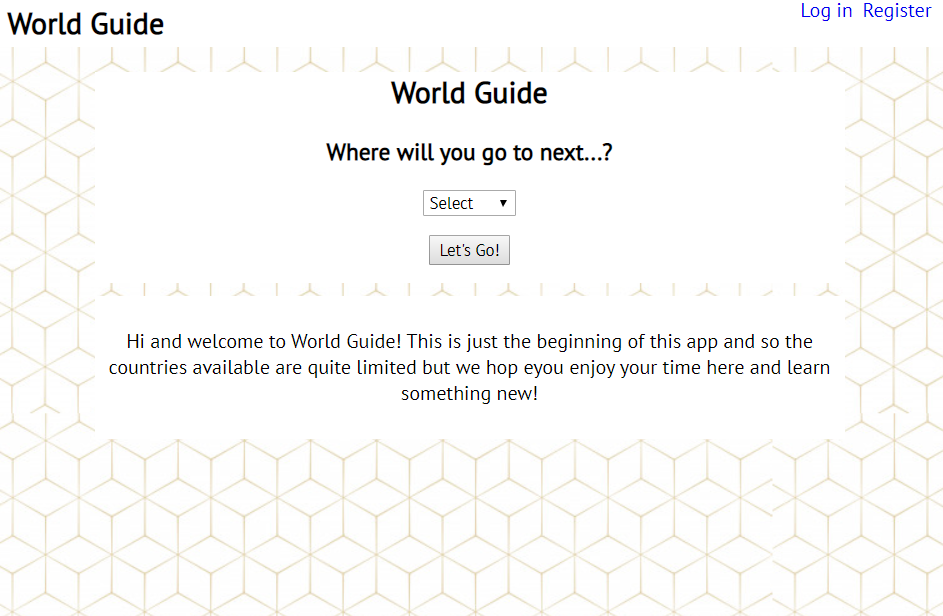 World Guide
Log in Register
World Guide
Where will you go to next...?
Select
Let's Go!
Hi and welcome to World Guide! This is just the beginning of this app and so the
countries available are quite limited but we hop eyou enjoy your time here and learn
something new!